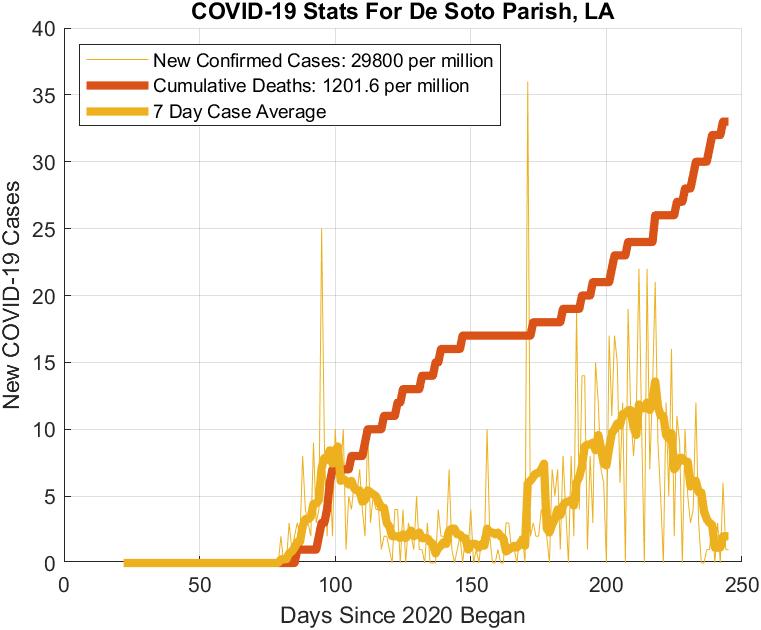 COVID-19 Stats For De Soto Parish, LA
New Confirmed Cases: 29800 per million
Cumulative Deaths: 1201.6 per million
7 Day Case Average
New COVID-19 Cases
40
35
30
25
20
15
10
5
0
0 50 100 150 200 250
Days Since 2020 Began